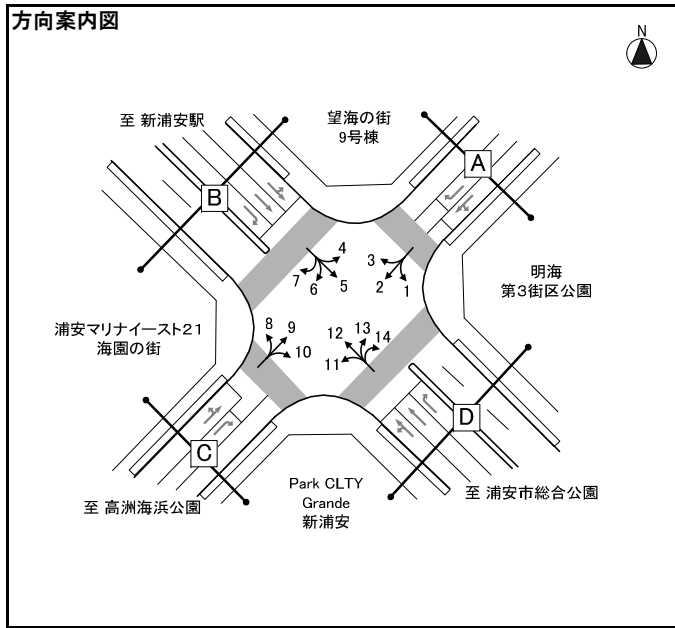 方向案内図
N
至 新浦安駅
望海の街
9号棟
A
B
明海
第3街区公園
4
3
7
6
5
2
1
浦安マリナイースト21
海園の街
8
9
10
12
13
14
11
C
D
至 高洲海浜公園
Park CLTY
Grande
新浦安
至 浦安市総合公園